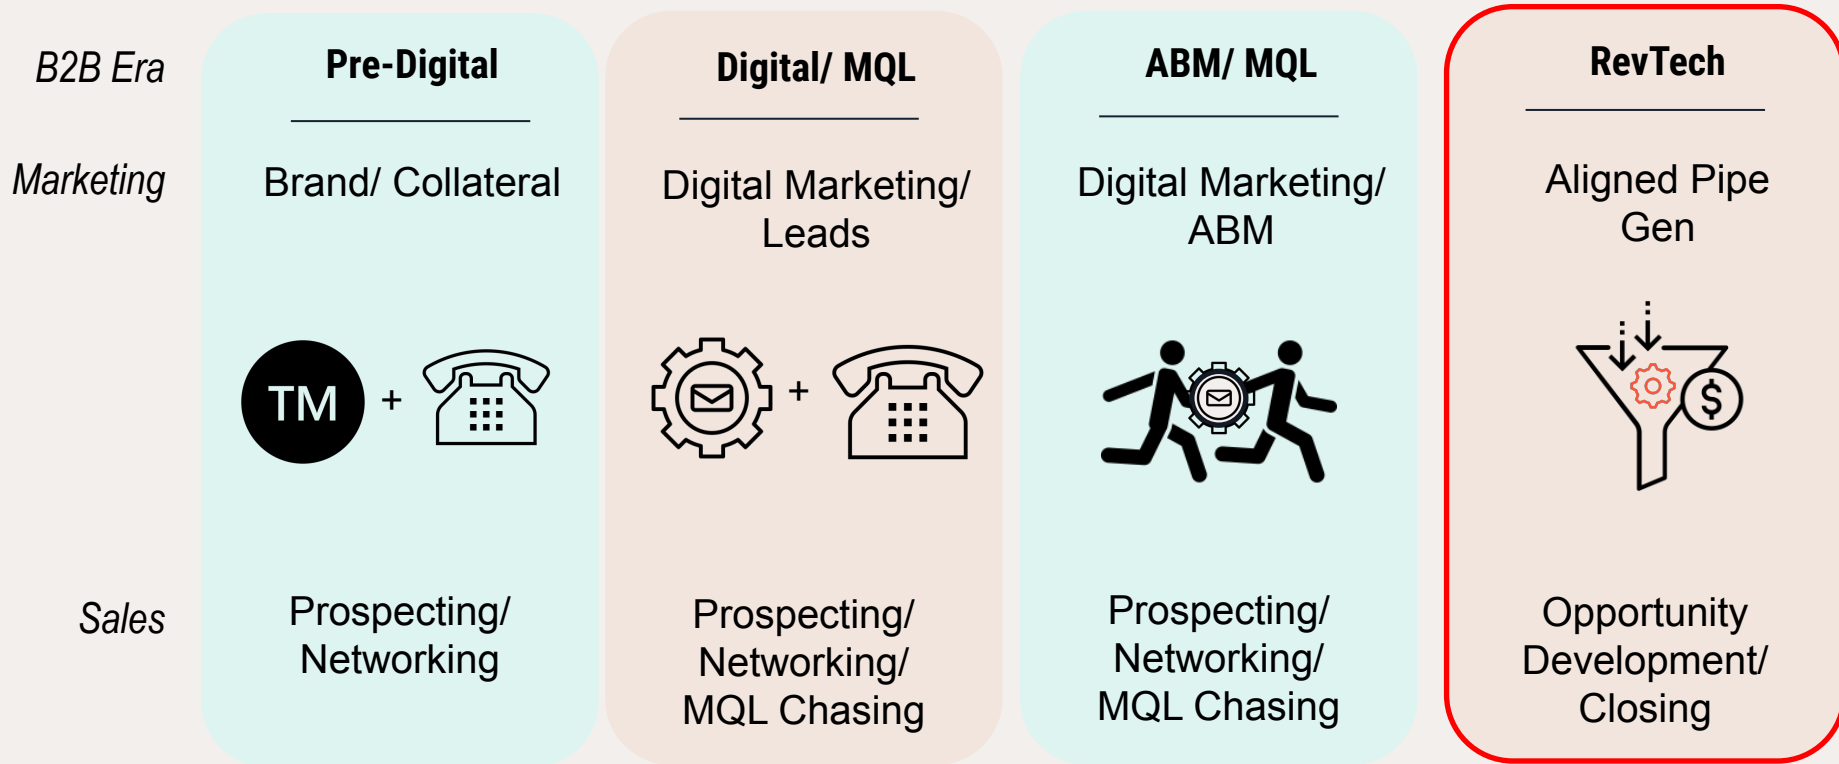 B2B Era
Pre-Digital
Digital/ MQL
ABM/ MQL
RevTech
Marketing
Brand/ Collateral
Digital Marketing/
Leads
Digital Marketing/
ABM
Aligned Pipe
Gen
TM
+
+
$
Sales
Prospecting/
Networking
Prospecting/
Networking/
MQL Chasing
Prospecting/
Networking/
MQL Chasing
Opportunity
Development/
Closing